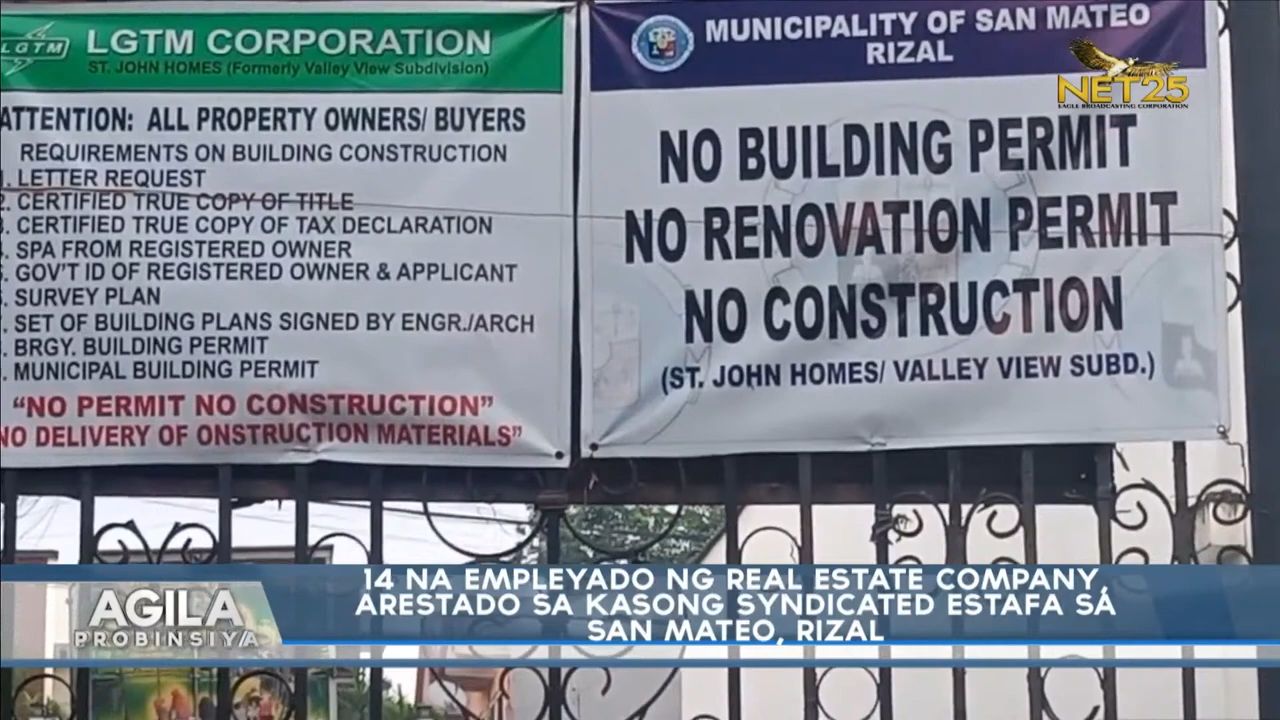 LGTM
LGTM CORPORATION
ST. JOHN HOMES (Formerly Valley View Subdivision)
ATTENTION: ALL PROPERTY OWNERS/ BUYERS
REQUIREMENTS ON BUILDING CONSTRUCTION
1. LETTER REQUEST
2. CERTIFIED TRUE COPY OF TITLE
3. CERTIFIED TRUE COPY OF TAX DECLARATION
. SPA FROM REGISTERED OWNER
. GOV'T ID OF REGISTERED OWNER & APPLICANT
. SURVEY PLAN
. SET OF BUILDING PLANS SIGNED BY ENGR./ARCH
. BRGY. BUILDING PERMIT
. MUNICIPAL BUILDING PERMIT
“NO PERMIT NO CONSTRUCTION”
NO DELIVERY OF ONSTRUCTION MATERIALS”
MUNICIPALITY OF SAN MATEO
RIZAL
NET25
EAGLE BROADCASTING CORPORATION
NO BUILDING PERMIT
NO RENOVATION PERMIT
NO CONSTRUCTION
(ST. JOHN HOMES/ VALLEY VIEW SUBD.)
AGILA
PROBINSIYA
14 NA EMPLEYADO NG REAL ESTATE COMPANY,
ARESTADO SA KASONG SYNDICATED ESTAFA SA
SAN MATEO, RIZAL